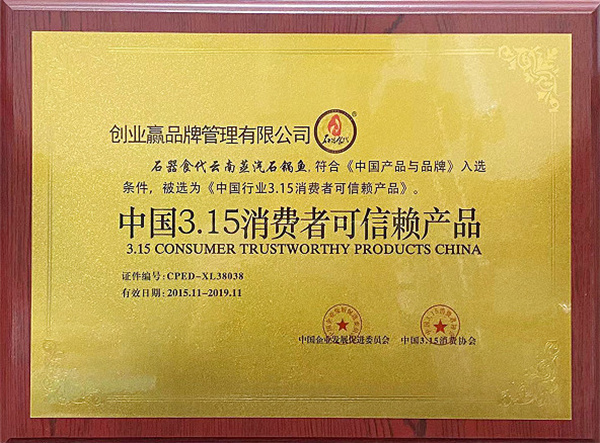 创业赢品牌管理有限公司
石器食代云南蒸汽石锅鱼,符合《中国产品与品牌》入选
条件，被选为《中国行业3.15消费者可信赖产品》。
中国3.15消费者可信赖产品
3.15 CONSUMER TRUSTWORTHY PRODUCTS CHINA
证件编号:CPED-XL38038
有效日期:2015.11-2019.11
中国企业发展促进委员会 中国3.15消费协会